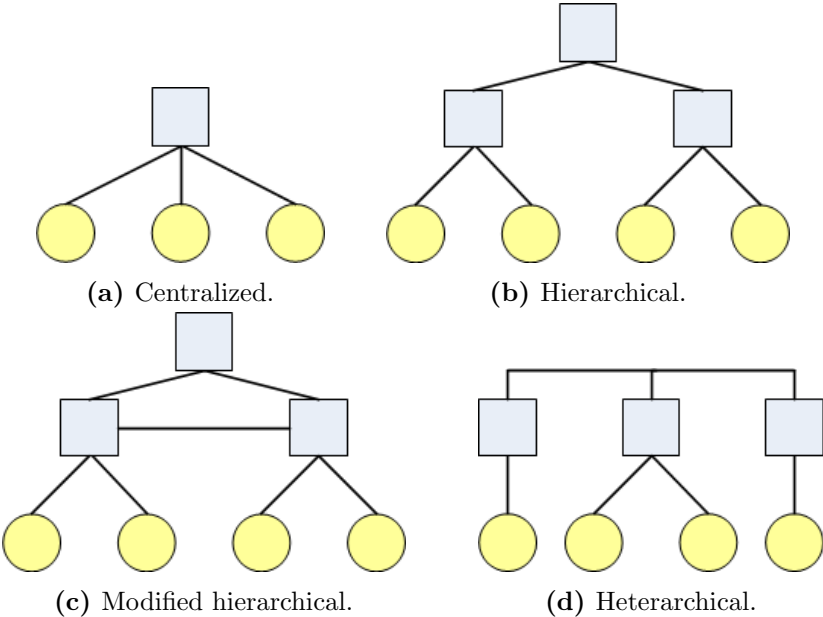 (a) Centralized.
(b) Hierarchical.
(c) Modified hierarchical.
(d) Heterarchical.